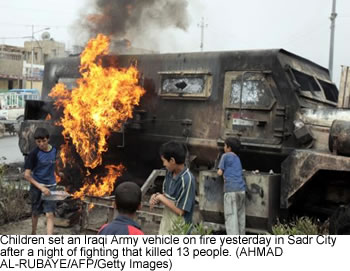 Children set an Iraqi Army vehicle on fire yesterday in Sadr City
after a night of fighting that killed 13 people. (AHMAD
AL-RUBAYE/AFP/Getty Images)